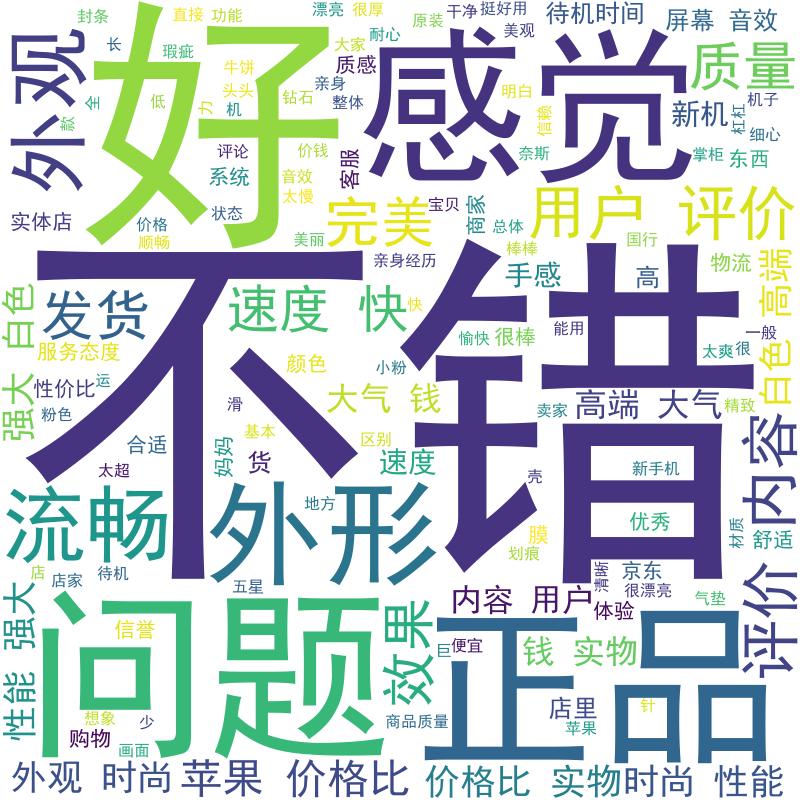 封条
直接 功能
漂亮 很厚
原装
干净 挺好用
待机时间
屏幕 音效
外观
好
长
瑕疵
大家
耐心
美观
感觉
质量
牛饼
质感
全
低
头头
亲身
钻石
整体
明白
机子
款
力
机
信赖
新机
杠杠
细心
评论
价钱
客服
奈斯
掌柜
东西
系统
音效
太慢
实体店
价格
状态
完美
宝贝
商家
用户 评价
顺畅
美丽
总体
棒棒
国行
亲身经历
手感
高
物流
高端
白色
强大
发货
速度 快
快
愉快
很棒
能用
太爽
很
一般
不错
服务态度
颜色
小粉
白色
性价比
运
粉色
滑
大气 钱
卖家
高端 大气
精致
合适
妈妈
基本
区别
货
速度
太超
壳
新手机
内容
流畅
外形
地方
膜
优秀
材质
舒适
划痕
店
店家
待机
五星
清晰
京东
很漂亮
气垫
强大
性能
内容 用户
体验
评价
问题
信誉
效果
正品
巨
便宜
钱 实物
想象
少
店里
针
购物
画面
商品质量
苹果
外观 时尚
苹果 价格比
价格比 实物
时尚 性能